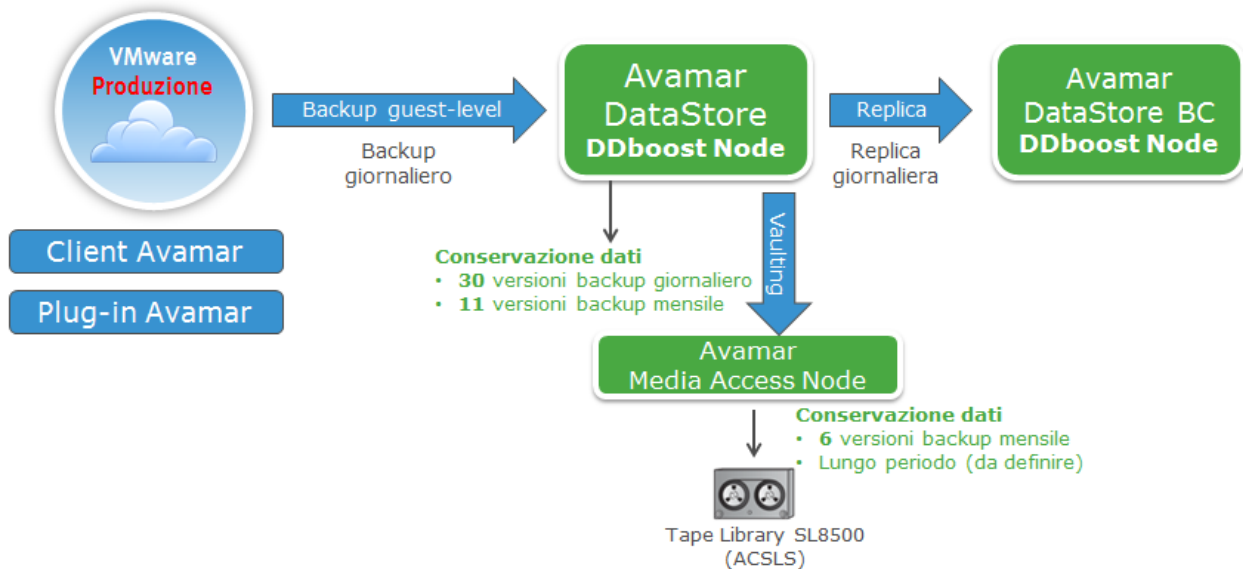 VMware
Produzione
Backup guest-level
Backup
giornaliero
Avamar
DataStore
DDboost Node
Replica
Replica
giornaliera
Avamar
DataStore BC
DDboost Node
Client Avamar
Plug-in Avamar
Conservazione dati
• 30 versioni backup giornaliero
• 11 versioni backup mensile
Vaulting
Avamar
Media Access Node
Conservazione dati
• 6 versioni backup mensile
• Lungo periodo (da definire)
Tape Library SL8500
(ACSLS)